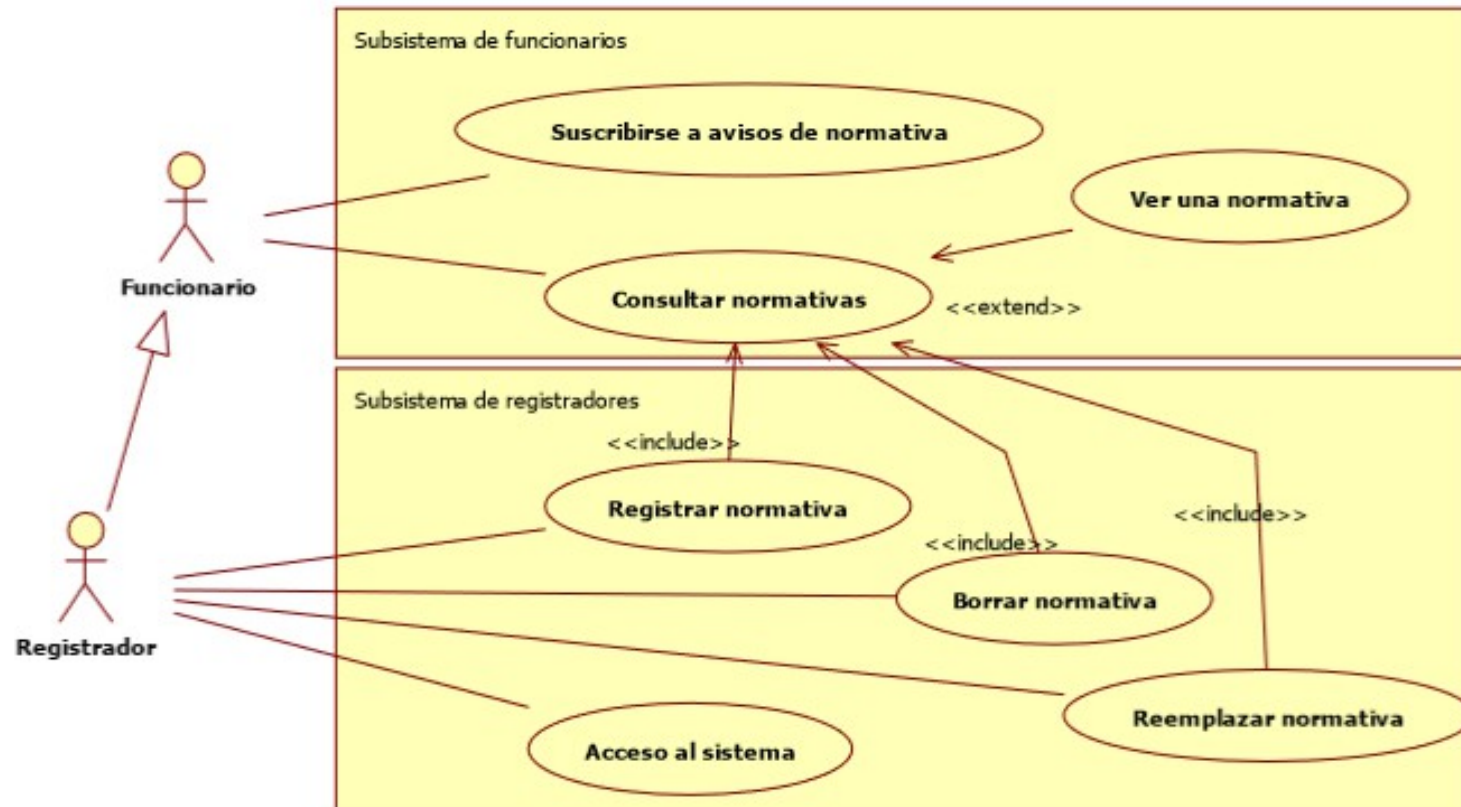 Subsistema de funcionarios
Suscribirse a avisos de normativa
Ver una normativa
Funcionario
Consultar normativas
<<extend>>
Subsistema de registradores
<<include>>
Registrar normativa
<<include>>
<<include>>
Borrar normativa
Registrador
Reemplazar normativa
Acceso al sistema